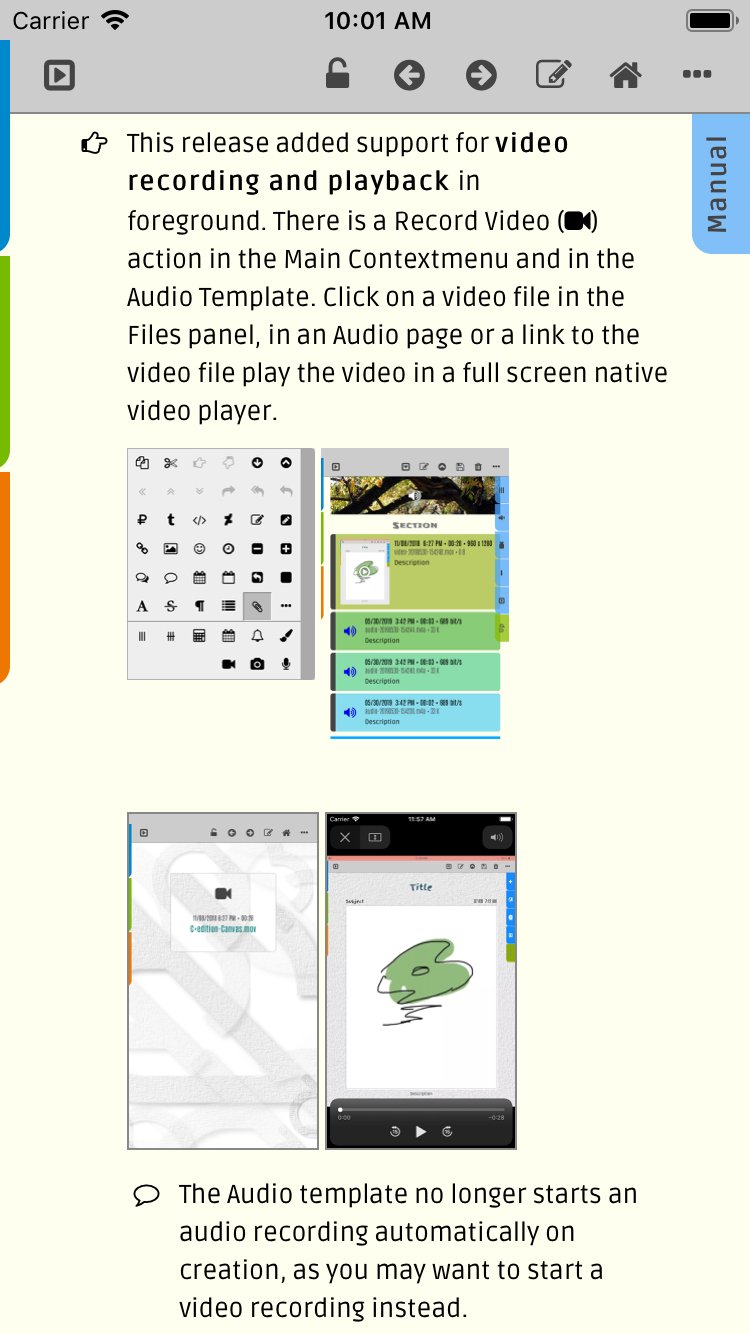 Carrier
10:01 AM
Manual
This release added support for video
recording and playback in
foreground. There is a Record Video ( )
action in the Main Contextmenu and in the
Audio Template. Click on a video file in the
Files panel, in an Audio page or a link to the
video file play the video in a full screen native
video player.
SECTION
11/08/2018 6:27 PM • 00:26 • 960 x 1280
Description
05/30/2019 3:42 PM • 00:03 • 689 bit/s
Description
05/30/2019 3:42 PM • 00:03 • 689 bit/s
Description
05/30/2019 3:42 PM • 00:02 • 689 bit/s
Description
11/08/2018 6:27 PM • 00:26
C-edition-Canvas.mov
Carrier
11:57 AM
Title
Subject
Description
0:00
-0:28
15
15
The Audio template no longer starts an
audio recording automatically on
creation, as you may want to start a
video recording instead.